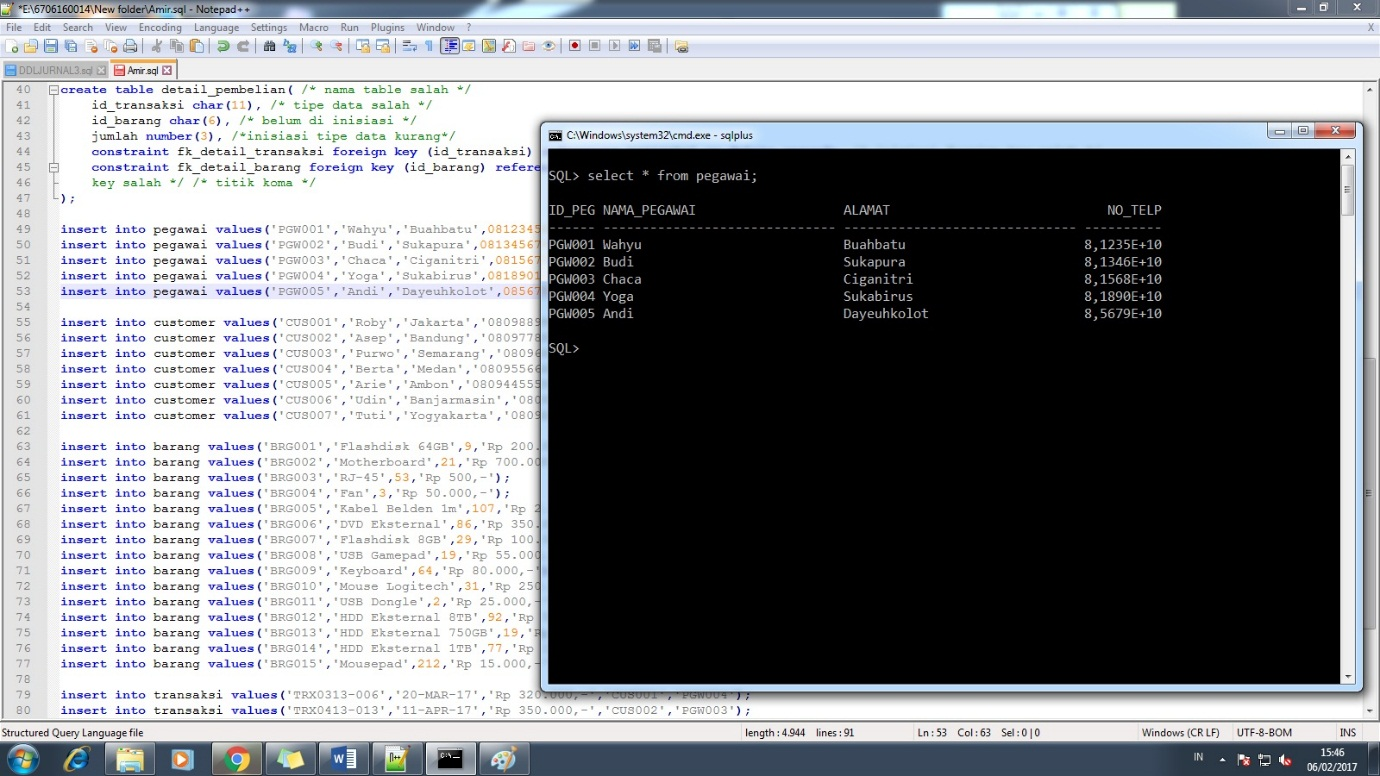 *E:\6706160014\New folder\Amir.sql - Notepad++
File Edit Search View Encoding Language Settings Macro Run Plugins Window ? X
DDLJURNAL3.sql Amir.sql
40 create table detail_pembelian( /* nama table salah */
41 id_transaksi char(11), /* tipe data salah */
42 id_barang char(6), /* belum di inisiasi */
43 jumlah number(3), /*inisiasi tipe data kurang*/
44 constraint fk_detail_transaksi foreign key (id_transaksi)
45 constraint fk_detail_barang foreign key (id_barang) refere
46 key salah */ /* titik koma */
47 );
48
49 insert into pegawai values('PGW001','Wahyu','Buahbatu',0812345
50 insert into pegawai values('PGW002','Budi','Sukapura',08134567
51 insert into pegawai values('PGW003','Chaca','Ciganitri',081567
52 insert into pegawai values('PGW004','Yoga','Sukabirus',0818901
53 insert into pegawai values('PGW005','Andi','Dayeuhkolot',08567
54
55 insert into customer values('CUS001','Roby','Jakarta','0809889
56 insert into customer values('CUS002','Asep','Bandung','0809778
57 insert into customer values('CUS003','Purwo','Semarang','08096
58 insert into customer values('CUS004','Berta','Medan','08095566
59 insert into customer values('CUS005','Arie','Ambon','080944555
60 insert into customer values('CUS006','Udin','Banjarmasin','080
61 insert into customer values('CUS007','Tuti','Yogyakarta','0809
62
63 insert into barang values('BRG001','Flashdisk 64GB',9,'Rp 200.
64 insert into barang values('BRG002','Motherboard',21,'Rp 700.00
65 insert into barang values('BRG003','RJ-45',53,'Rp 500,-');
66 insert into barang values('BRG004','Fan',3,'Rp 50.000,-');
67 insert into barang values('BRG005','Kabel Belden 1m',107,'Rp 2
68 insert into barang values('BRG006','DVD Eksternal',86,'Rp 350.
69 insert into barang values('BRG007','Flashdisk 8GB',29,'Rp 100.
70 insert into barang values('BRG008','USB Gamepad',19,'Rp 55.000
71 insert into barang values('BRG009','Keyboard',64,'Rp 80.000,-'
72 insert into barang values('BRG010','Mouse Logitech',31,'Rp 250
73 insert into barang values('BRG011','USB Dongle',2,'Rp 25.000,-
74 insert into barang values('BRG012','HDD Eksternal 8TB',92,'Rp
75 insert into barang values('BRG013','HDD Eksternal 750GB',19,'R
76 insert into barang values('BRG014','HDD Eksternal 1TB',77,'Rp
77 insert into barang values('BRG015','Mousepad',212,'Rp 15.000,-
78
79 insert into transaksi values('TRX0313-006','20-MAR-17','Rp 320.000,-','CUS001','PGW004');
80 insert into transaksi values('TRX0413-013','11-APR-17','Rp 350.000,-','CUS002','PGW003');
C:\Windows\system32\cmd.exe - sqlplus
SQL> select * from pegawai;
ID_PEG NAMA_PEGAWAI ALAMAT NO_TELP
------ ------------------------------ ------------------------------ ----------
PGW001 Wahyu Buahbatu 8,1235E+10
PGW002 Budi Sukapura 8,1346E+10
PGW003 Chaca Ciganitri 8,1568E+10
PGW004 Yoga Sukabirus 8,1890E+10
PGW005 Andi Dayeuhkolot 8,5679E+10
SQL>
Structured Query Language file length : 4.944 lines : 91 Ln : 53 Col : 63 Sel : 0 | 0 Windows (CR LF) UTF-8-BOM INS
IN 15:46
06/02/2017